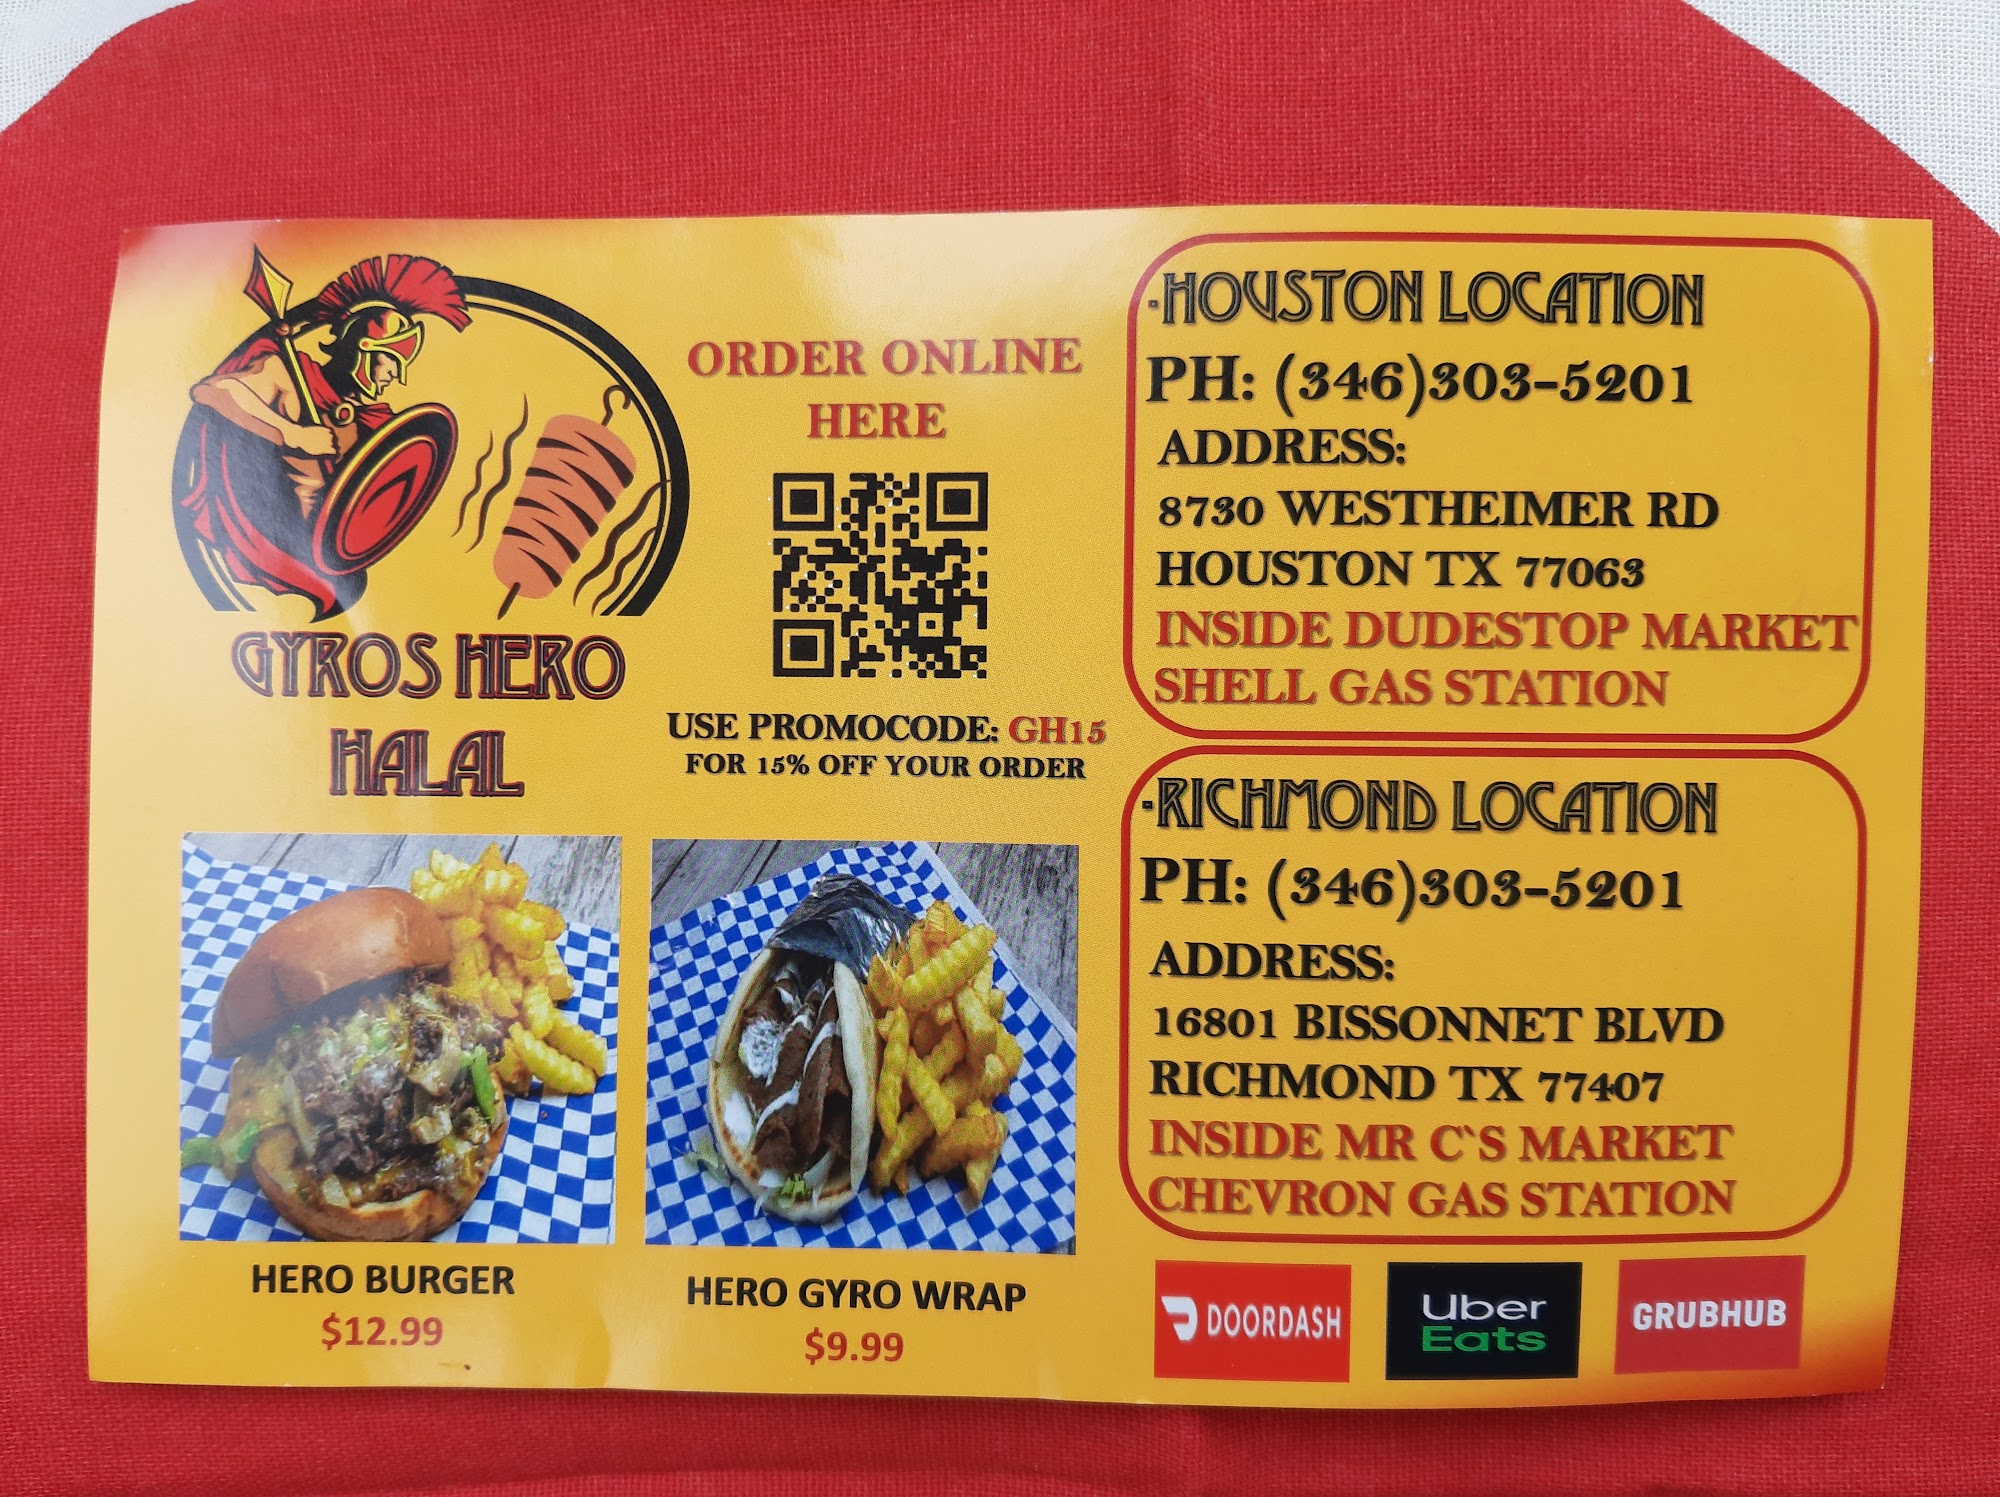 GYROS HERO
HALAL
ORDER ONLINE
HERE
USE PROMOCODE: GH15
FOR 15% OFF YOUR ORDER
HERO BURGER
$12.99
HERO GYRO WRAP
$9.99
·HOUSTON LOCATION
PH: (346)303-5201
ADDRESS:
8730 WESTHEIMER RD
HOUSTON TX 77063
INSIDE DUDESTOP MARKET
SHELL GAS STATION
·RICHMOND LOCATION
PH: (346)303-5201
ADDRESS:
16801 BISSONNET BLVD
RICHMOND TX 77407
INSIDE MR C`S MARKET
CHEVRON GAS STATION
DOORDASH
Uber
Eats
GRUBHUB